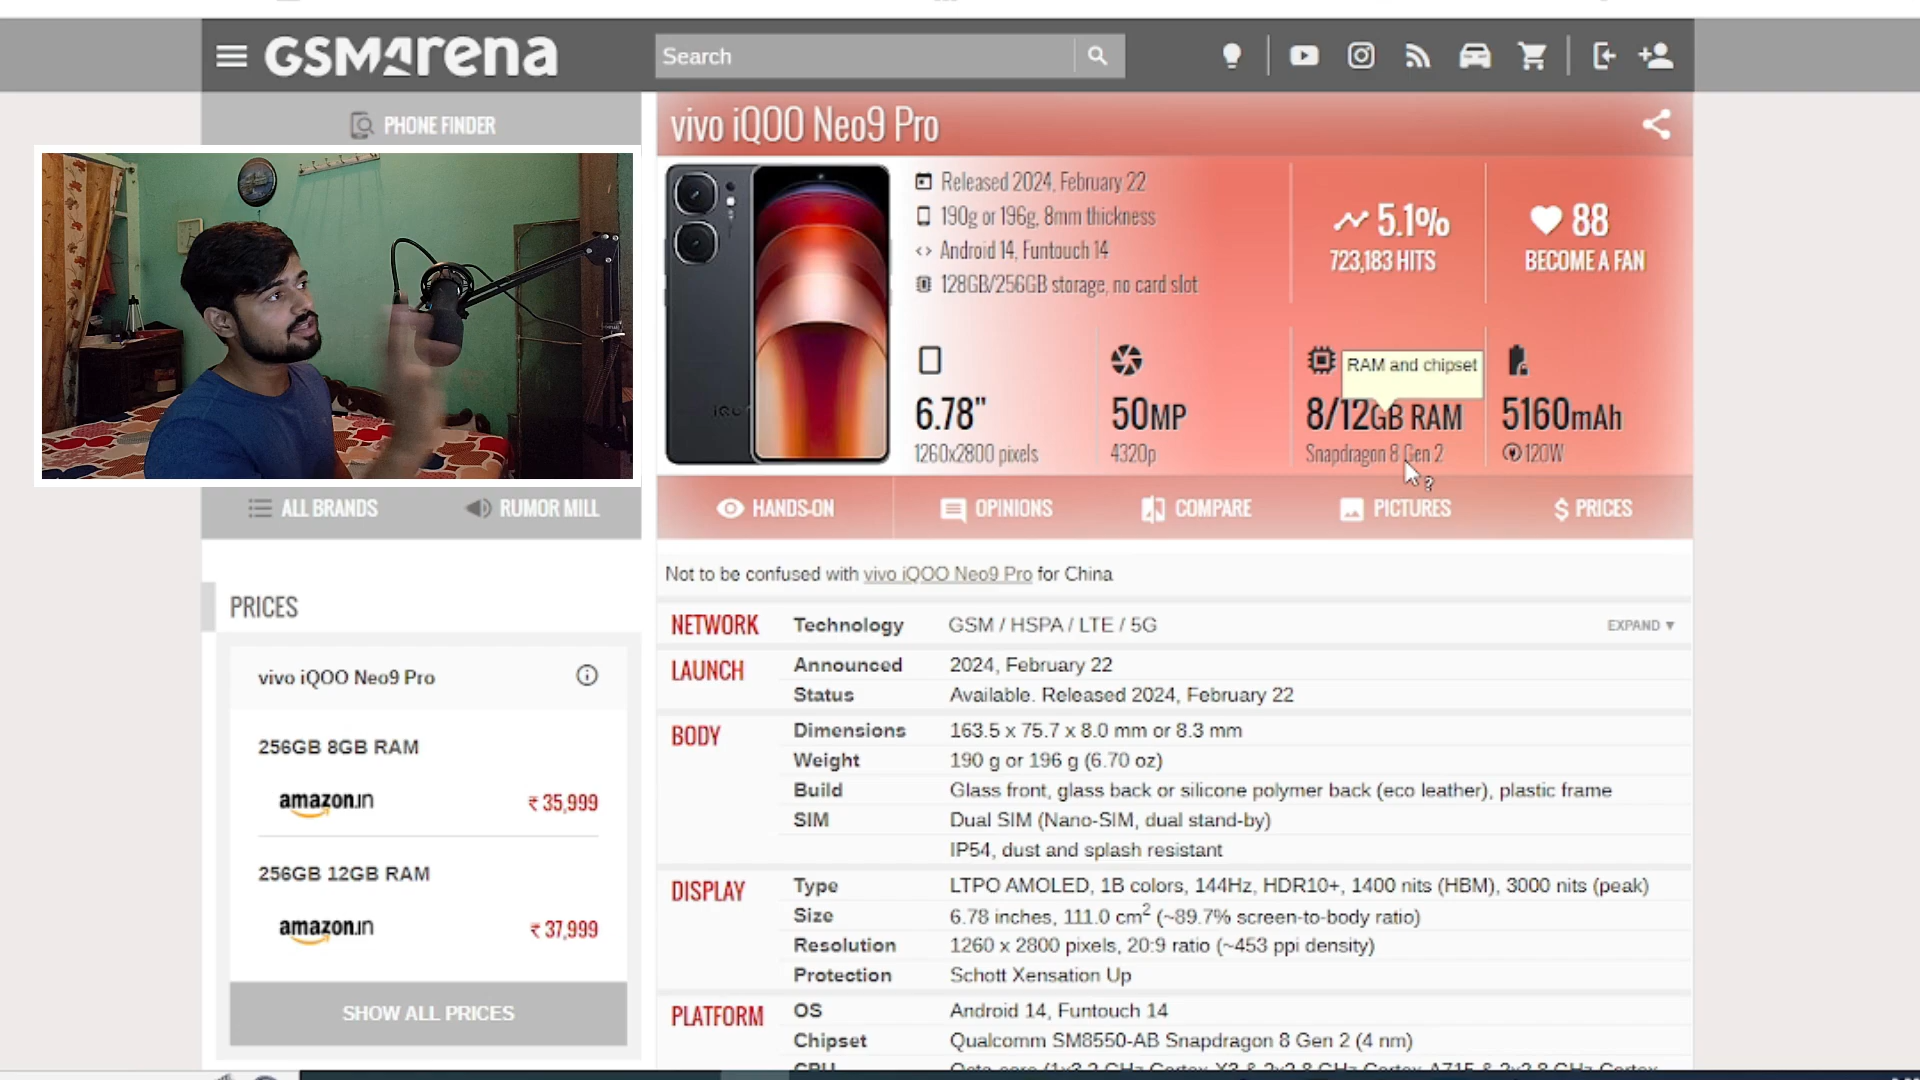 GSMArena
Search
PHONE FINDER
vivo iQOO Neo9 Pro
Released 2024, February 22
190g or 196g, 8mm thickness
Android 14, Funtouch 14
128GB/256GB storage, no card slot
5.1%
723,183 HITS
88
BECOME A FAN
RAM and chipset
6.78"
1260x2800 pixels
50MP
4320p
8/12GB RAM
Snapdragon 8 Gen 2
5160mAh
120W
ALL BRANDS
RUMOR MILL
HANDS-ON
OPINIONS
COMPARE
PICTURES
PRICES
Not to be confused with vivo iQOO Neo9 Pro for China
PRICES
vivo iQOO Neo9 Pro
256GB 8GB RAM
amazon.in ₹ 35,999
256GB 12GB RAM
amazon.in ₹ 37,999
SHOW ALL PRICES
NETWORK Technology GSM / HSPA / LTE / 5G EXPAND ▼
LAUNCH Announced 2024, February 22
Status Available. Released 2024, February 22
BODY Dimensions 163.5 x 75.7 x 8.0 mm or 8.3 mm
Weight 190 g or 196 g (6.70 oz)
Build Glass front, glass back or silicone polymer back (eco leather), plastic frame
SIM Dual SIM (Nano-SIM, dual stand-by)
IP54, dust and splash resistant
DISPLAY Type LTPO AMOLED, 1B colors, 144Hz, HDR10+, 1400 nits (HBM), 3000 nits (peak)
Size 6.78 inches, 111.0 cm2 (~89.7% screen-to-body ratio)
Resolution 1260 x 2800 pixels, 20:9 ratio (~453 ppi density)
Protection Schott Xensation Up
PLATFORM OS Android 14, Funtouch 14
Chipset Qualcomm SM8550-AB Snapdragon 8 Gen 2 (4 nm)